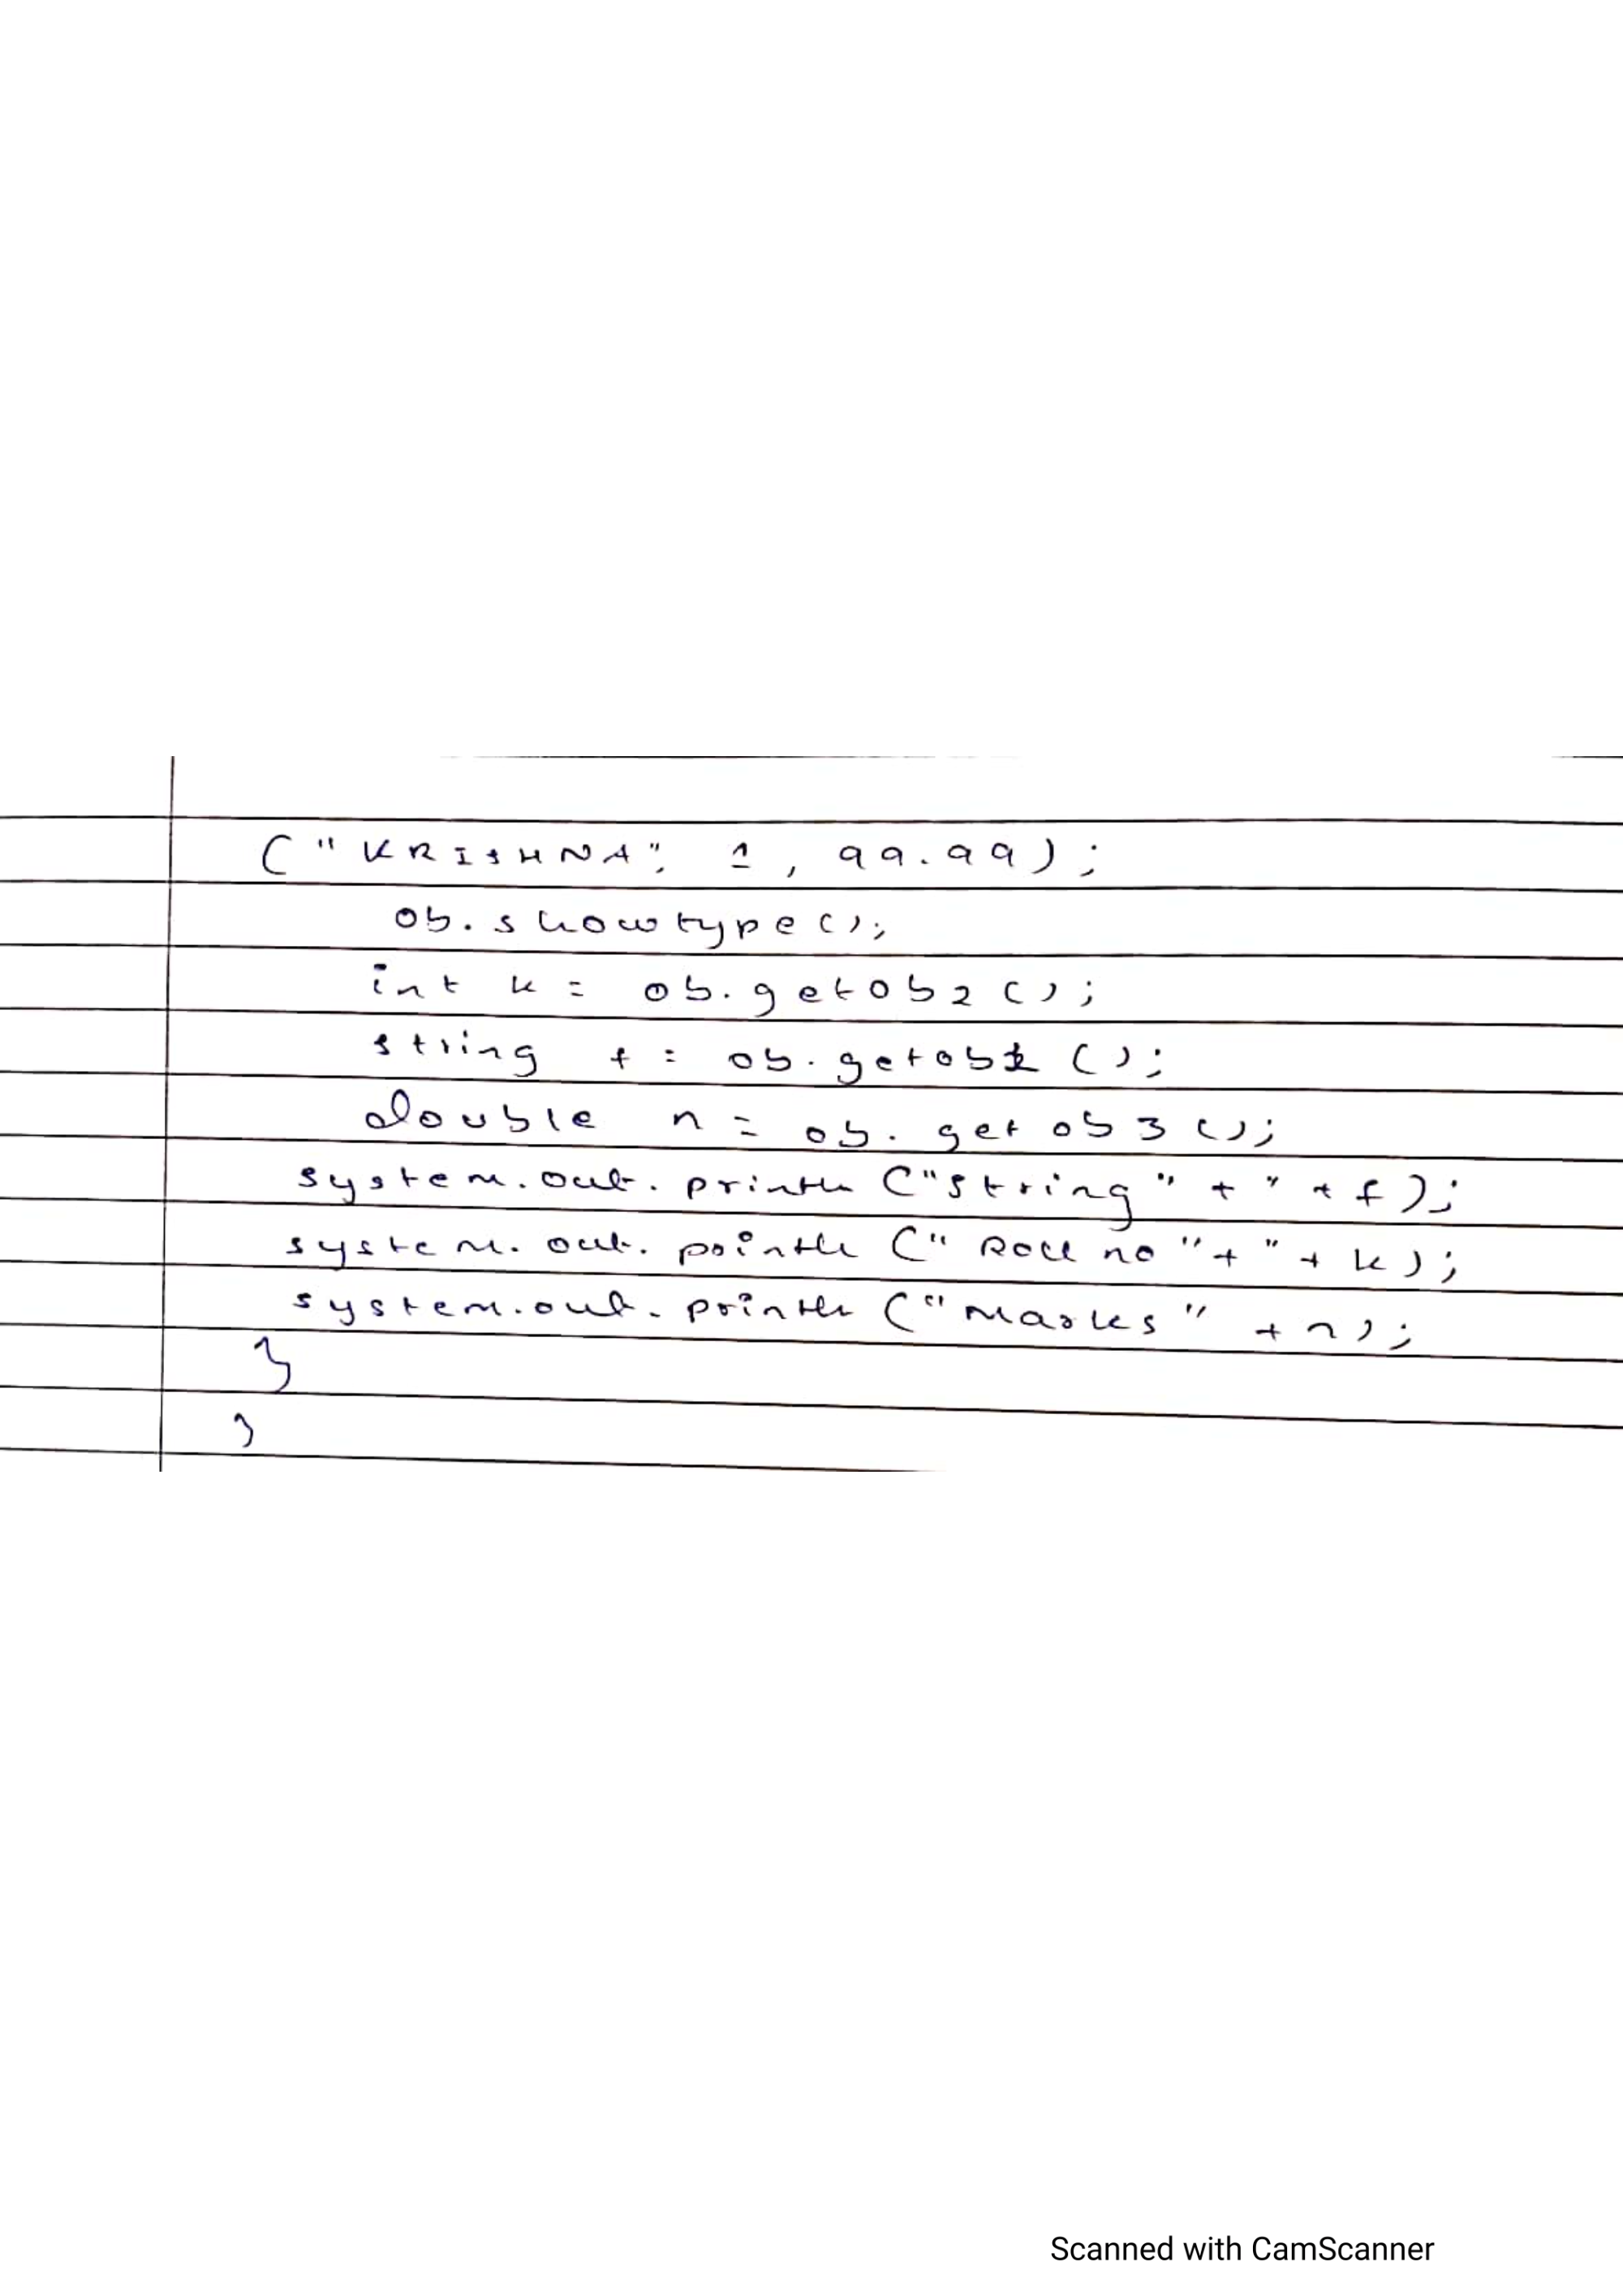 ("KRISHNA", 1, 99.99);
ob.showtype();
int k = ob.getob2();
string f = ob.getob1();
double n = ob.getob3();
system.out.println ("string" + " + f);
system.out.println (" Roll no "+" + k);
system.out.println ("Marks" + n);
}
}
Scanned with CamScanner